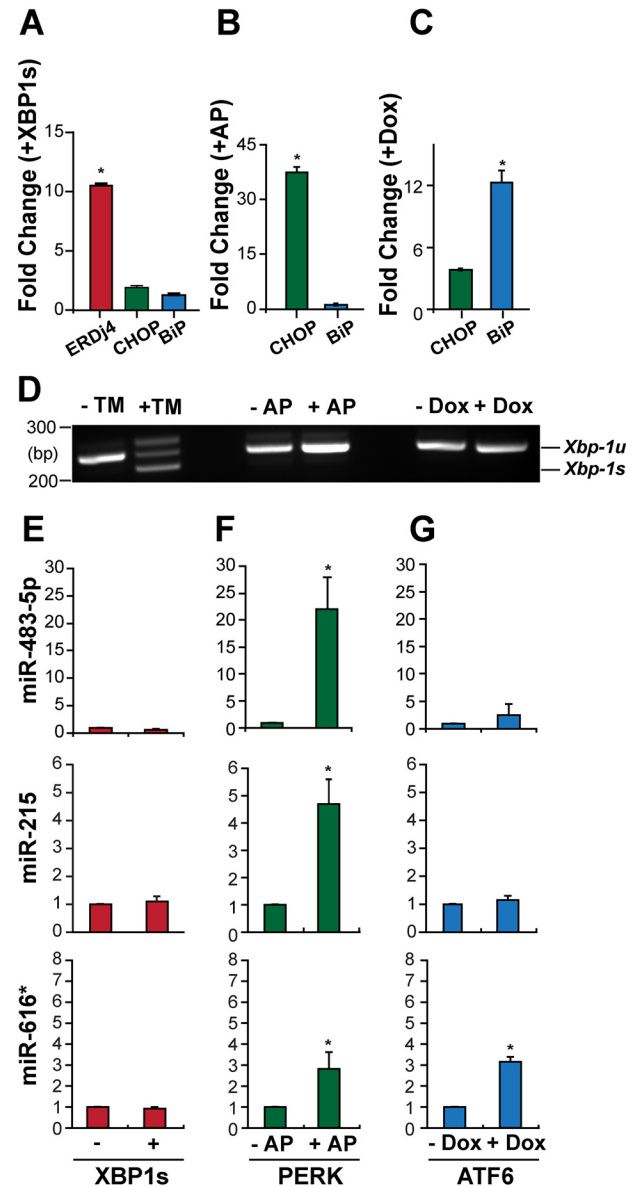 A
B
C
Fold Change (+XBP1s)
15
10
5
0
*
ERDj4
CHOP
BiP
Fold Change (+AP)
45
30
15
0
*
CHOP
BiP
Fold Change (+Dox)
12
6
0
*
CHOP
BiP
D
- TM
+TM
- AP
+ AP
- Dox
+ Dox
300
(bp)
200
Xbp-1u
Xbp-1s
E
F
G
miR-483-5p
30
25
20
15
10
5
0
30
25
20
15
10
5
0
*
30
25
20
15
10
5
0
miR-215
6
5
4
3
2
1
0
6
5
4
3
2
1
0
*
6
5
4
3
2
1
0
miR-616*
8
7
6
5
4
3
2
1
0
8
7
6
5
4
3
2
1
0
*
8
7
6
5
4
3
2
1
0
*
-
+
- AP
+ AP
- Dox
+ Dox
XBP1s
PERK
ATF6